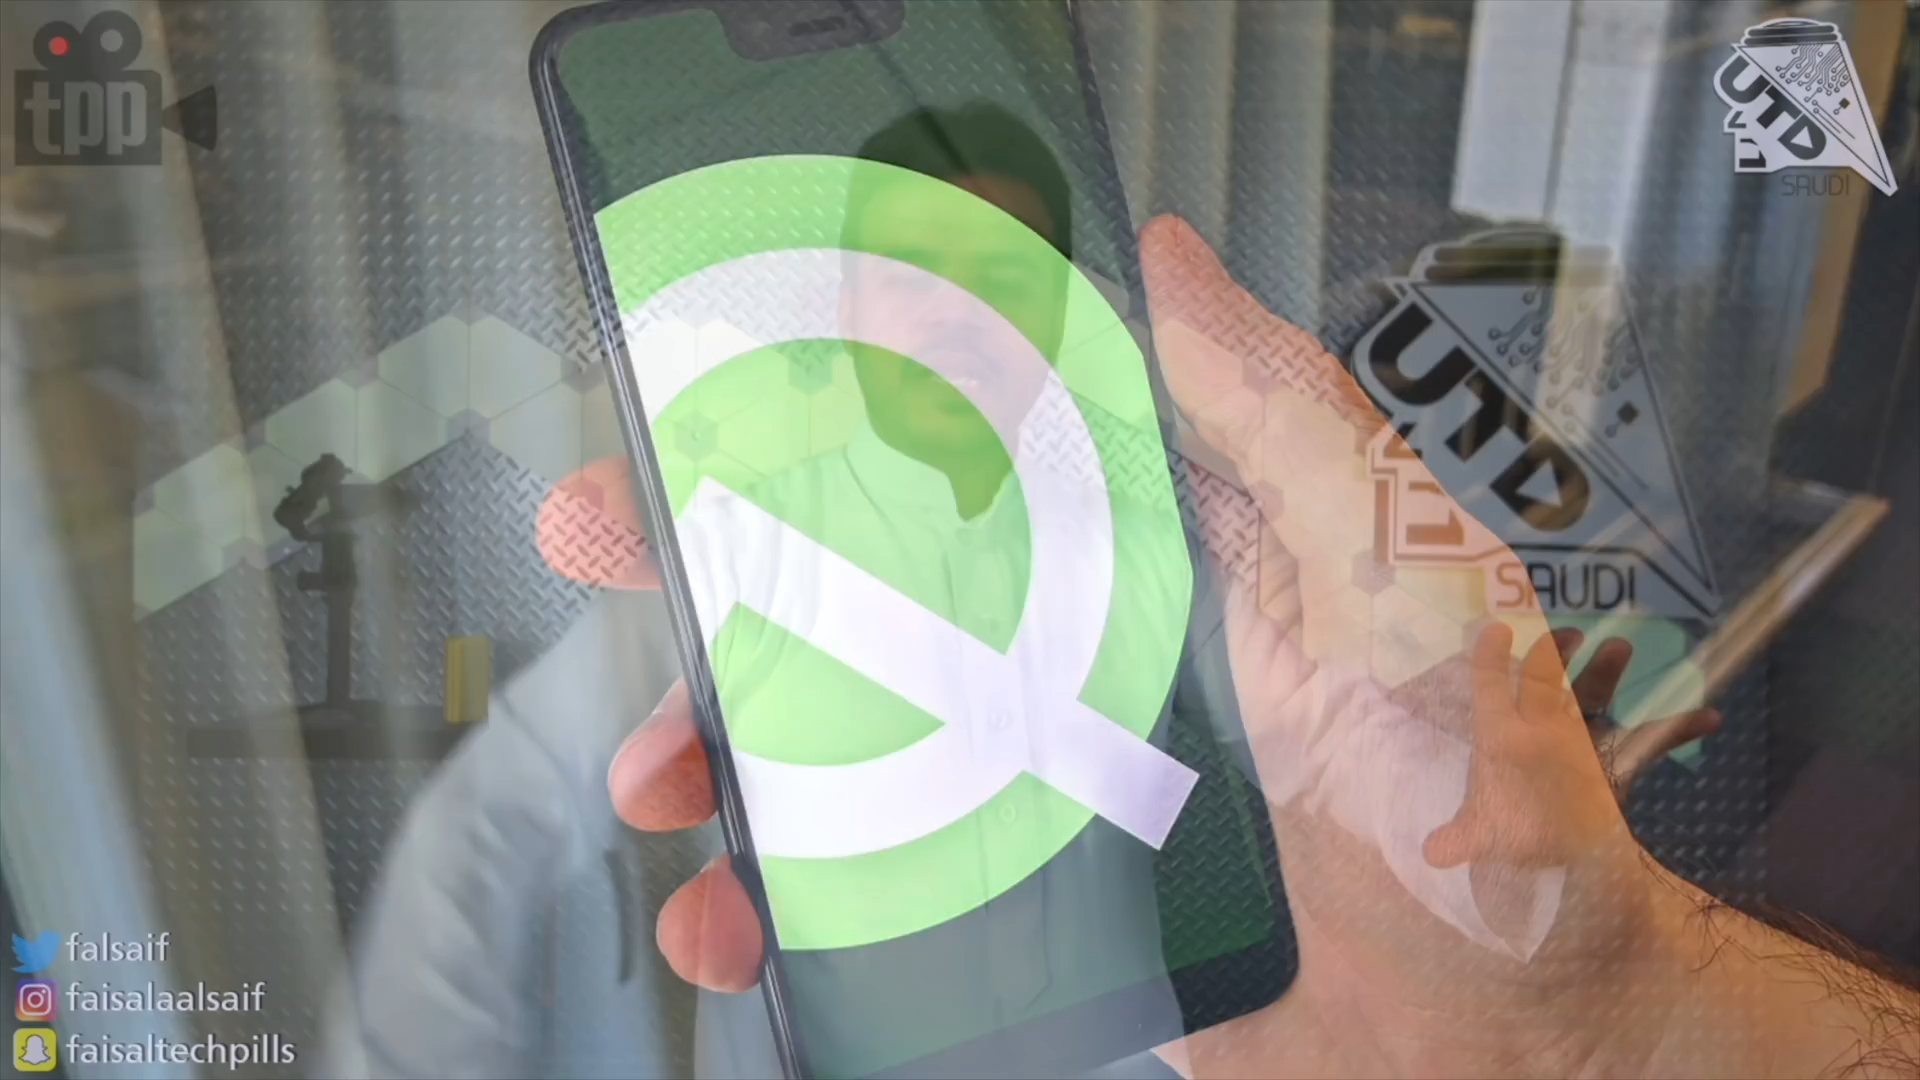 tpp
UTD
SAUDI
UTD
SAUDI
Q
falsaif
faisalaalsaif
faisaltechpills